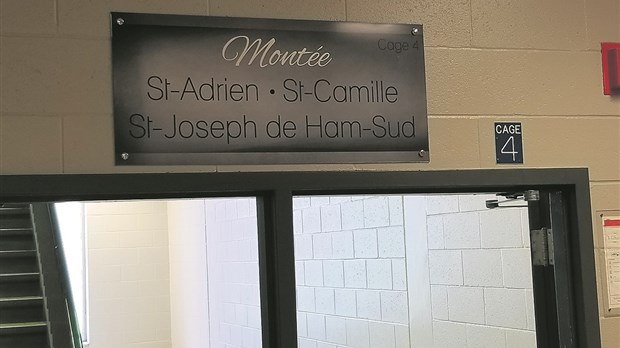 Montée
Cage 4
St-Adrien • St-Camille
St-Joseph de Ham-Sud
CAGE
4